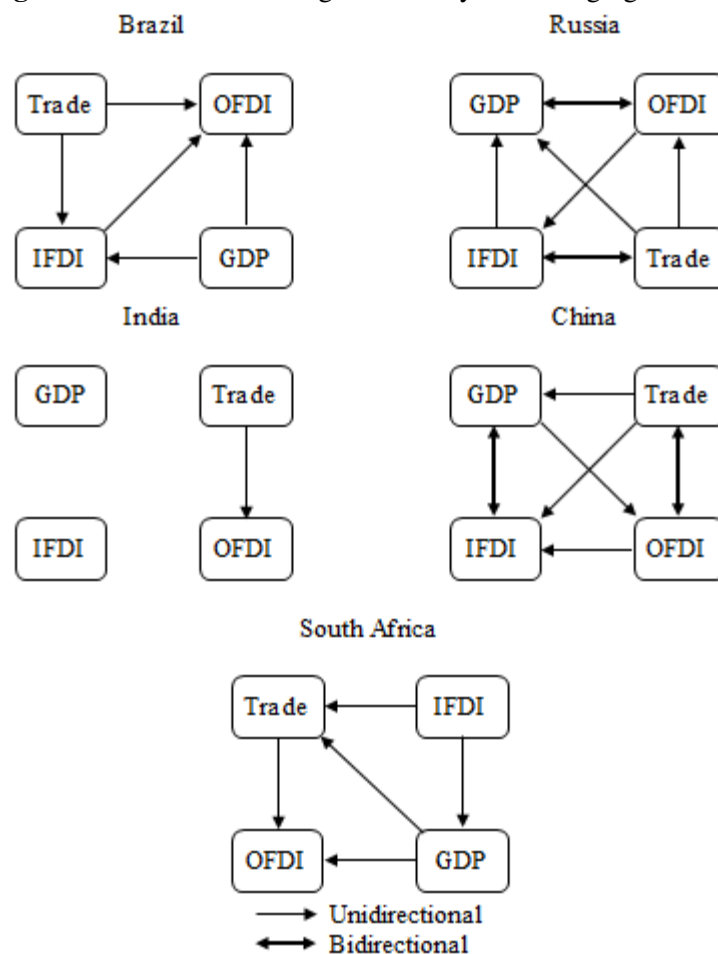 Brazil
Russia
Trade
OFDI
GDP
OFDI
IFDI
GDP
IFDI
Trade
India
China
GDP
Trade
GDP
Trade
IFDI
OFDI
IFDI
OFDI
South Africa
Trade
IFDI
OFDI
GDP
Unidirectional
Bidirectional